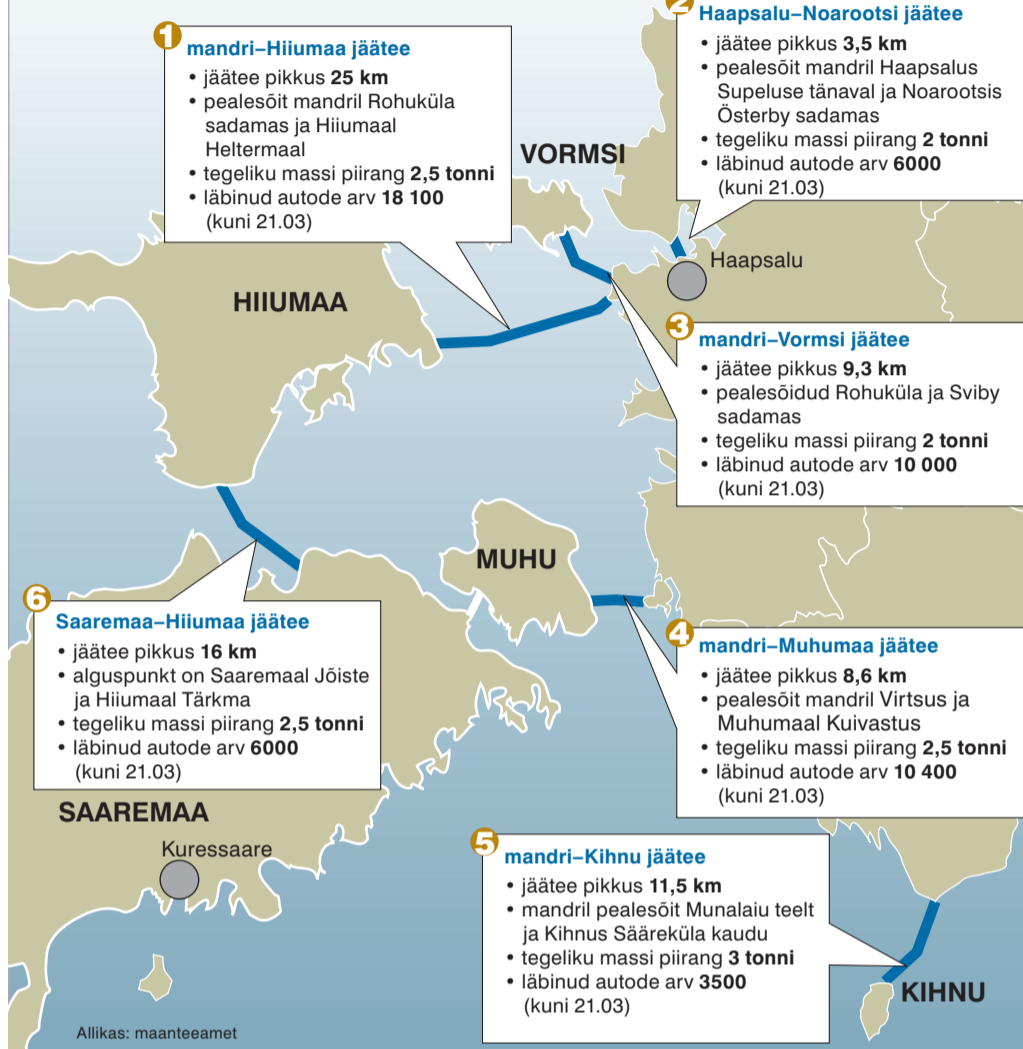 1
mandri–Hiiumaa jäätee
• jäätee pikkus 25 km
• pealesõit mandril Rohuküla
sadamas ja Hiiumaal
Heltermaal
• tegeliku massi piirang 2,5 tonni
• läbinud autode arv 18 100
(kuni 21.03)
2
Haapsalu–Noarootsi jäätee
• jäätee pikkus 3,5 km
• pealesõit mandril Haapsalus
Supeluse tänaval ja Noarootsis
Österby sadamas
• tegeliku massi piirang 2 tonni
• läbinud autode arv 6000
(kuni 21.03)
VORMSI
Haapsalu
HIIUMAA
3
mandri–Vormsi jäätee
• jäätee pikkus 9,3 km
• pealesõidud Rohuküla ja Sviby
sadamas
• tegeliku massi piirang 2 tonni
• läbinud autode arv 10 000
(kuni 21.03)
MUHU
6
Saaremaa–Hiiumaa jäätee
• jäätee pikkus 16 km
• alguspunkt on Saaremaal Jõiste
ja Hiiumaal Tärkma
• tegeliku massi piirang 2,5 tonni
• läbinud autode arv 6000
(kuni 21.03)
4
mandri–Muhumaa jäätee
• jäätee pikkus 8,6 km
• pealesõit mandril Virtsus ja
Muhumaal Kuivastus
• tegeliku massi piirang 2,5 tonni
• läbinud autode arv 10 400
(kuni 21.03)
SAAREMAA
Kuressaare
5
mandri–Kihnu jäätee
• jäätee pikkus 11,5 km
• mandril pealesõit Munalaiu teelt
ja Kihnus Sääreküla kaudu
• tegeliku massi piirang 3 tonni
• läbinud autode arv 3500
(kuni 21.03)
KIHNU
Allikas: maanteeamet